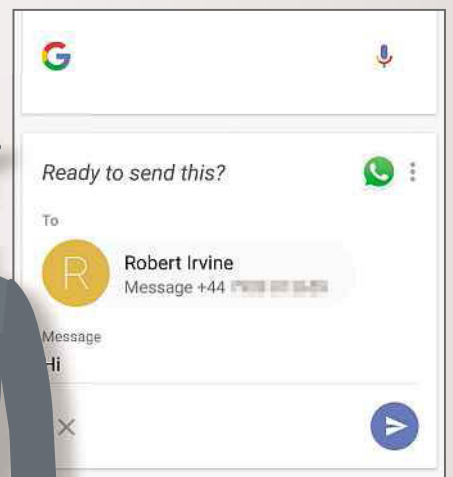 G
Ready to send this?
To
R
Robert Irvine
Message +44
Message
Hi